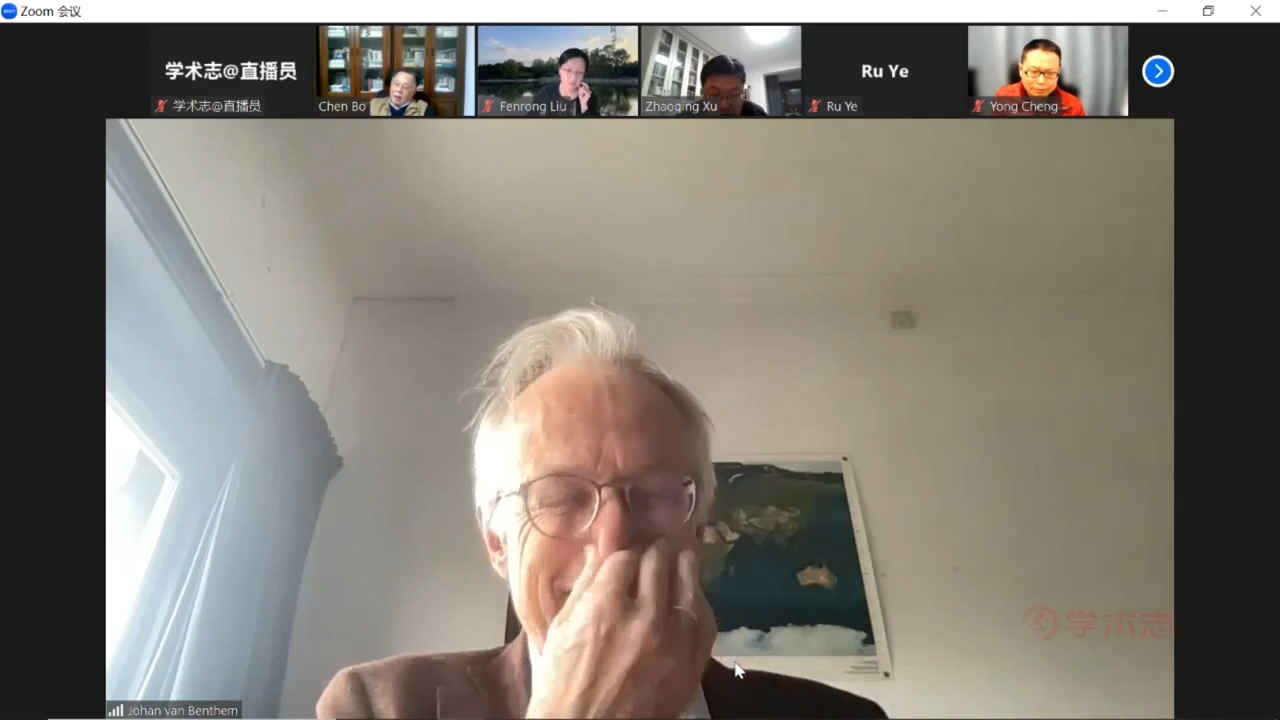 Zoom 会议
学术志@直播员
学术志@直播员
Chen Bo
Fenrong Liu
Zhaoqing Xu
Ru Ye
Ru Ye
Yong Cheng
学术志
Johan van Benthem